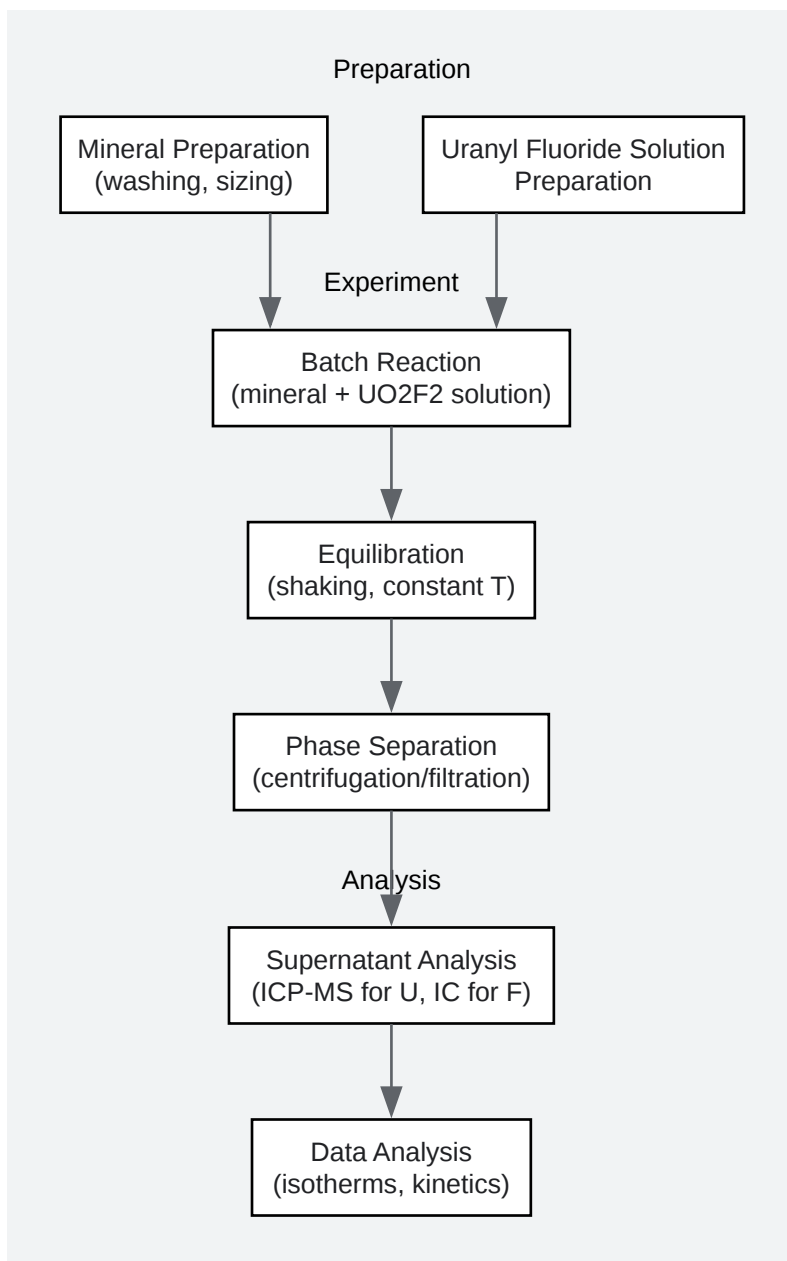 Preparation
Mineral Preparation
(washing, sizing)
Uranyl Fluoride Solution
Preparation
Experiment
Batch Reaction
(mineral + UO2F2 solution)
Equilibration
(shaking, constant T)
Phase Separation
(centrifugation/filtration)
Analysis
Supernatant Analysis
(ICP-MS for U, IC for F)
Data Analysis
(isotherms, kinetics)